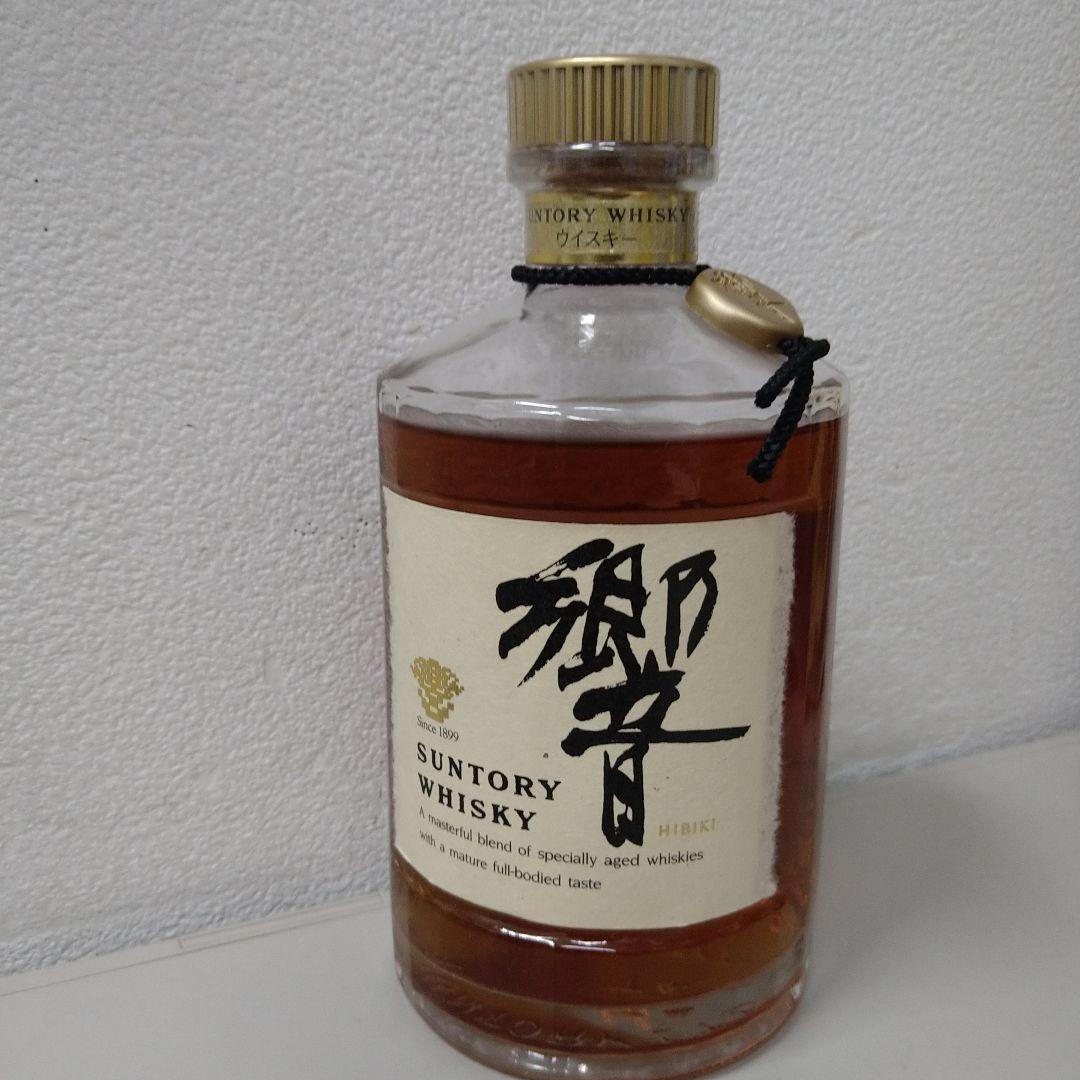 SUNTORY WHISKY
ウイスキー
響
Since 1899
SUNTORY
WHISKY
HIBIKI
A masterful blend of specially aged whiskies
with a mature full-bodied taste